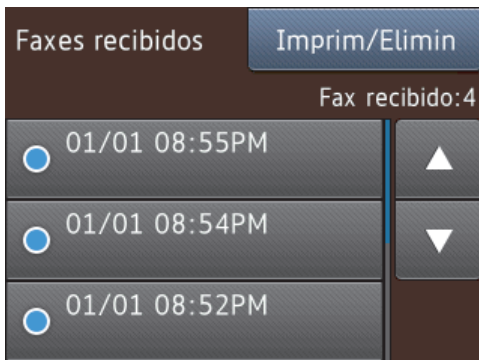 Faxes recibidos
Imprim/Elimin
Fax recibido:4
01/01 08:55PM
01/01 08:54PM
01/01 08:52PM